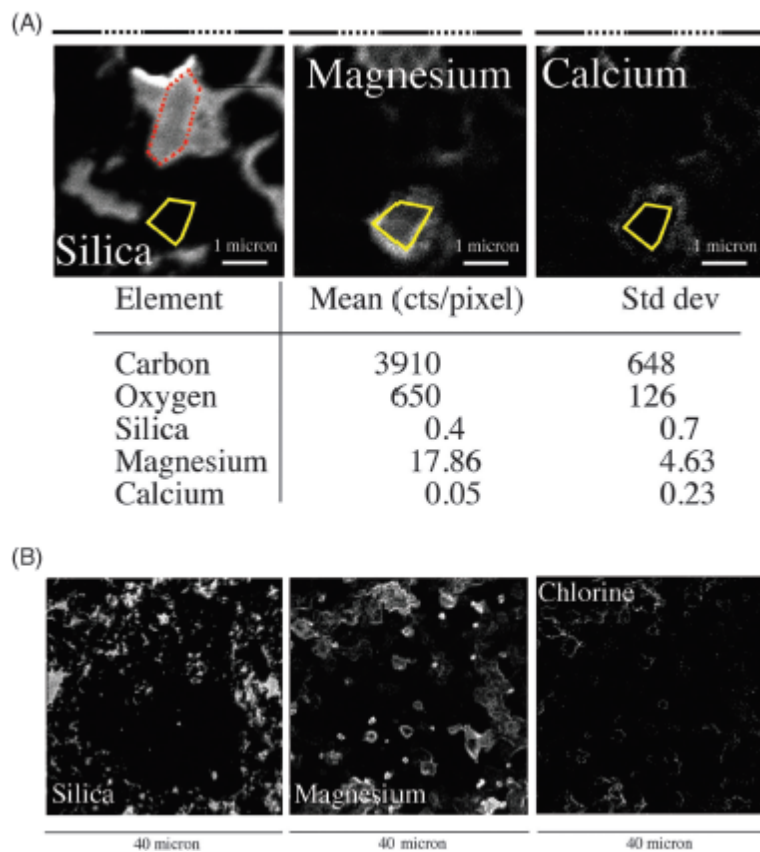 (A)
Magnesium
Calcium
Silica
1 micron
1 micron
1 micron
Element Mean (cts/pixel) Std dev
Carbon 3910 648
Oxygen 650 126
Silica 0.4 0.7
Magnesium 17.86 4.63
Calcium 0.05 0.23
(B)
Chlorine
Silica
Magnesium
40 micron
40 micron
40 micron